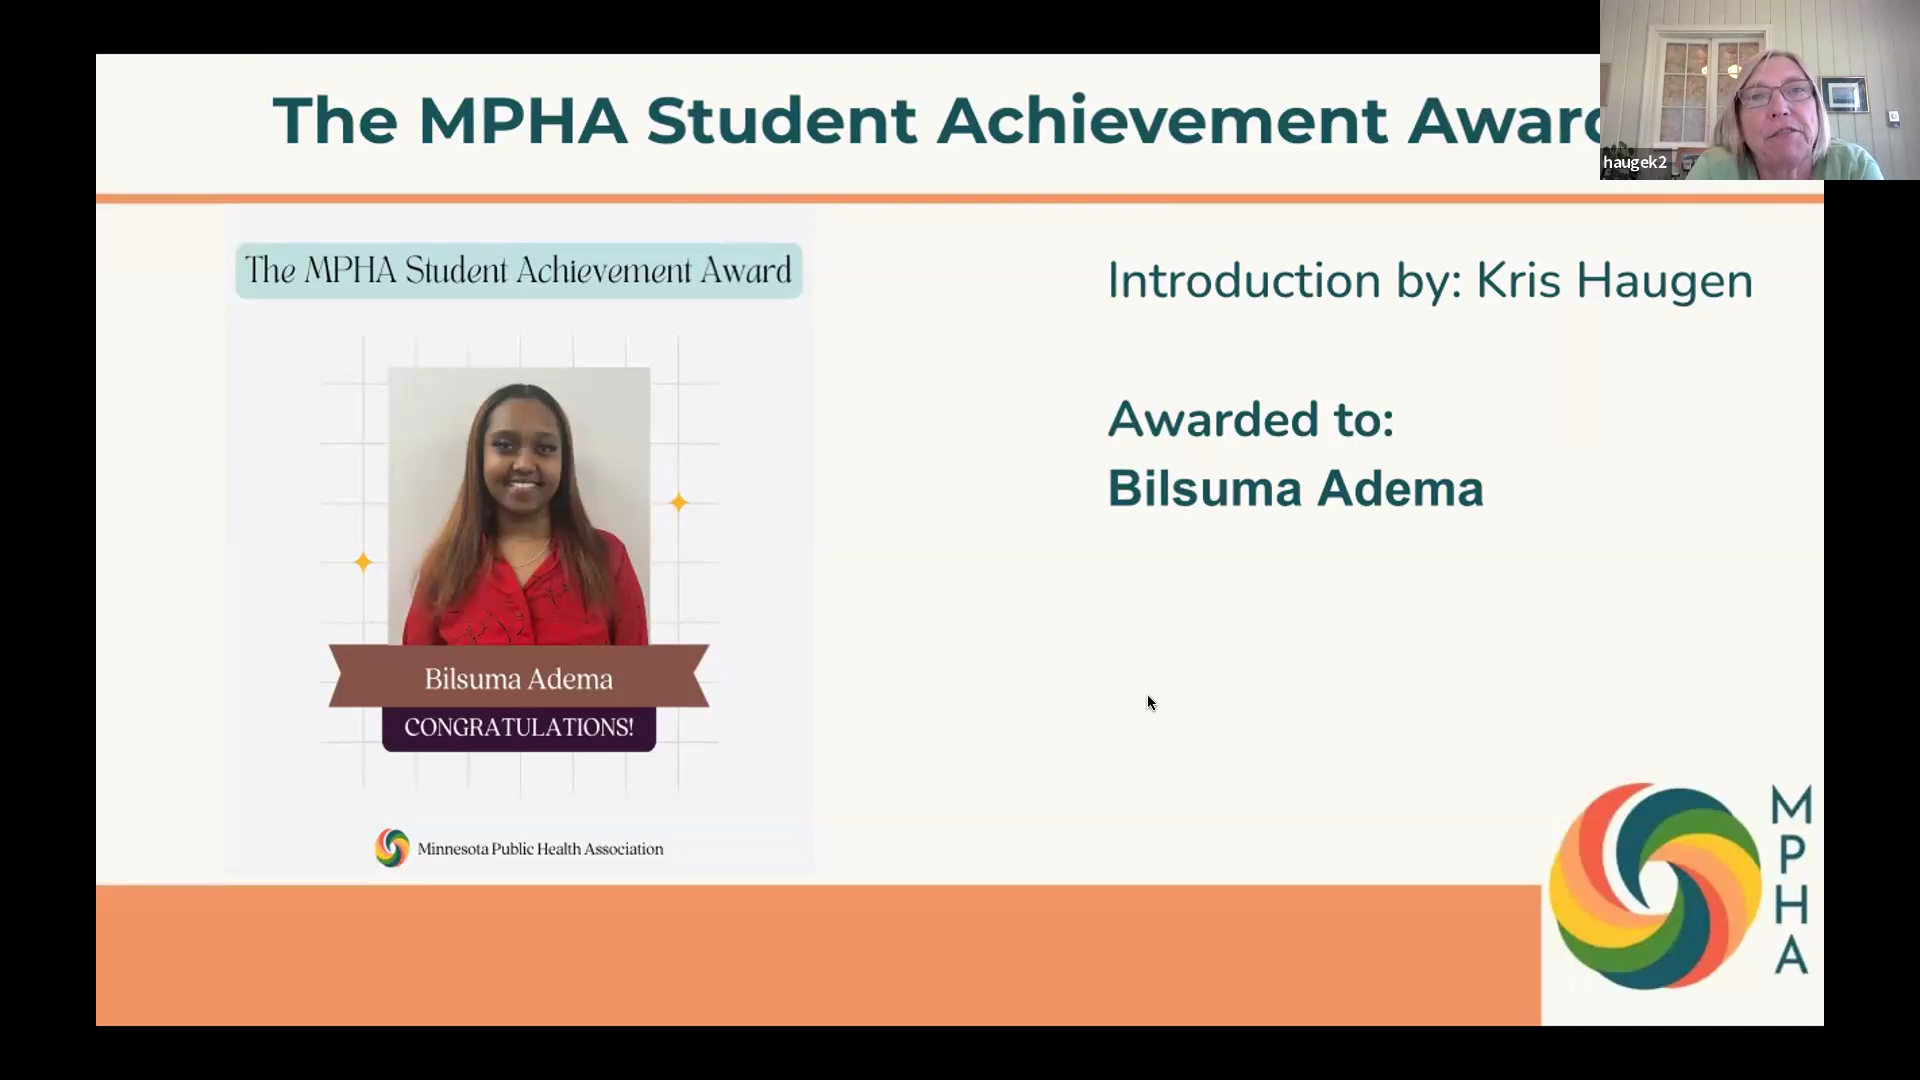 The MPHA Student Achievement Awar
haugek2
The MPHA Student Achievement Award
Introduction by: Kris Haugen
Awarded to:
Bilsuma Adema
Bilsuma Adema
CONGRATULATIONS!
Minnesota Public Health Association
M
P
H
A